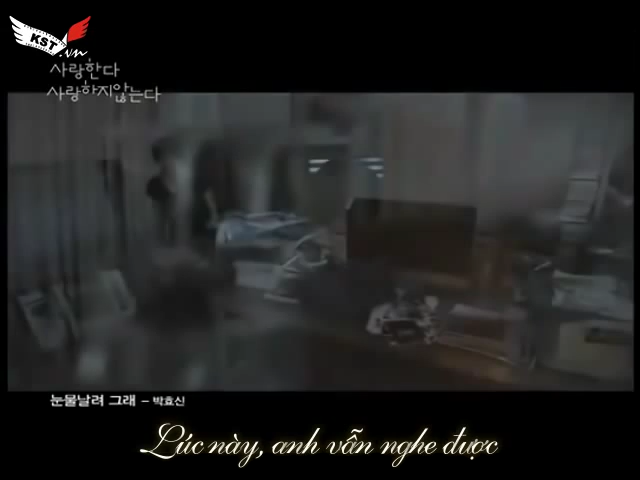 KST
.vn
사랑한다
사랑하지않는다
눈물날려 그래 - 박효신
Lúc này, anh vẫn nghe được